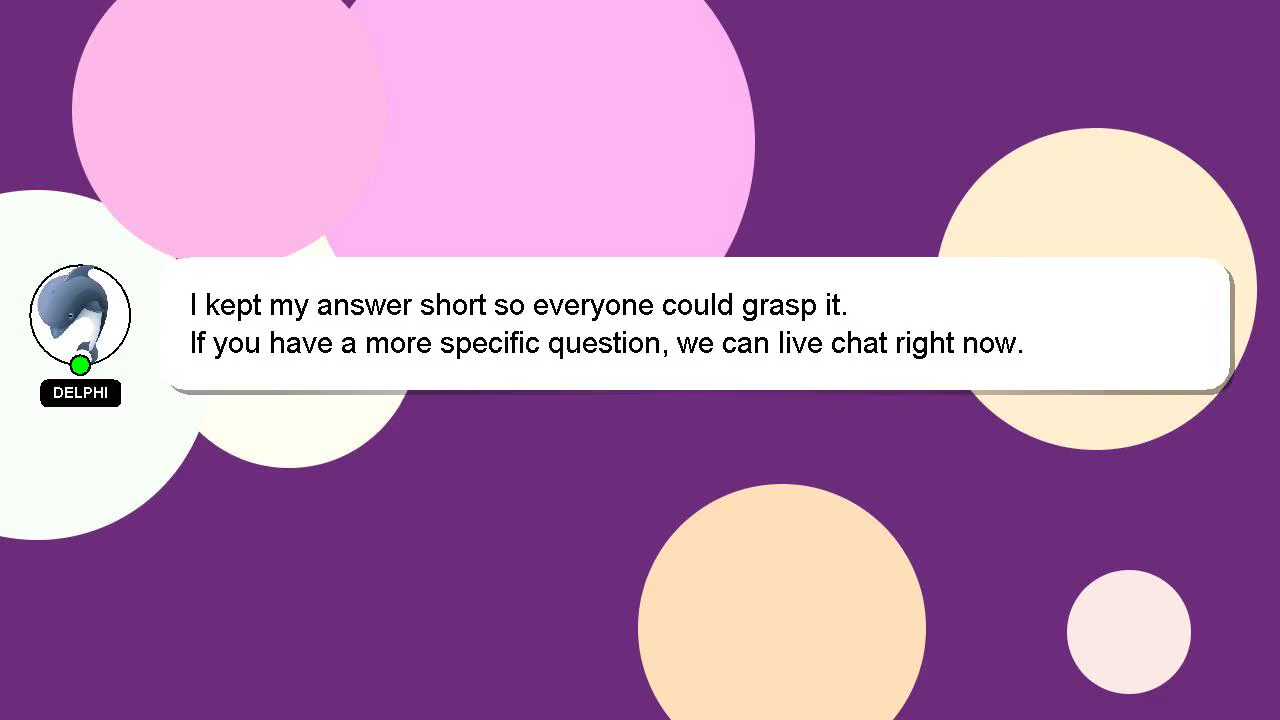 I kept my answer short so everyone could grasp it.
If you have a more specific question, we can live chat right now.
DELPHI